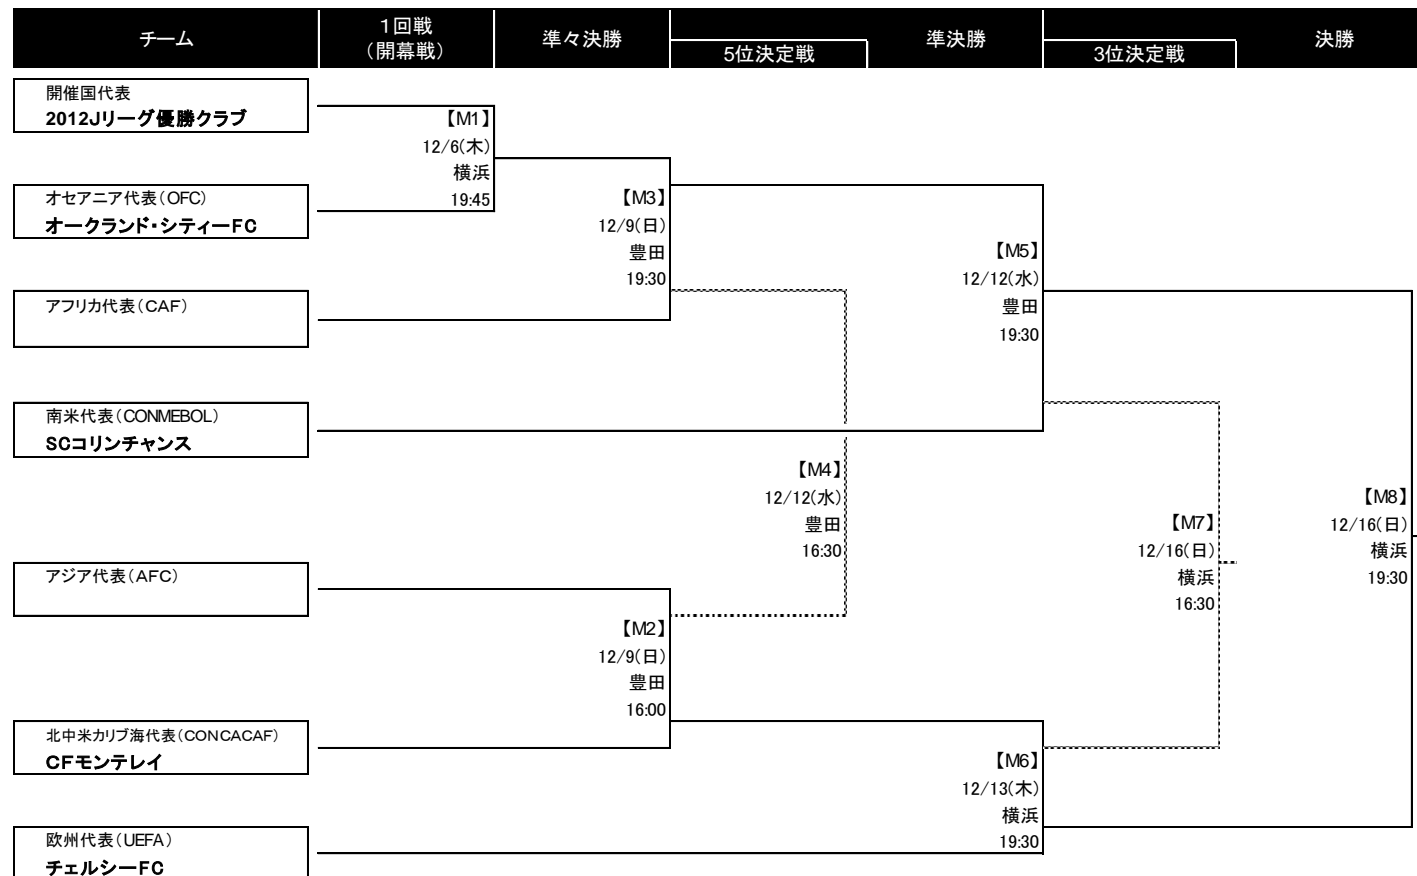 チーム
1回戦
(開幕戦)
準々決勝
5位決定戦
準決勝
3位決定戦
決勝
開催国代表
2012Jリーグ優勝クラブ
【M1】
12/6(木)
横浜
19:45
オセアニア代表(OFC)
オークランド・シティーFC
【M3】
12/9(日)
豊田
19:30
アフリカ代表(CAF)
【M5】
12/12(水)
豊田
19:30
南米代表(CONMEBOL)
SCコリンチャンス
【M4】
12/12(水)
豊田
16:30
【M7】
12/16(日)
横浜
16:30
【M8】
12/16(日)
横浜
19:30
アジア代表(AFC)
【M2】
12/9(日)
豊田
16:00
北中米カリブ海代表(CONCACAF)
CFモンテレイ
【M6】
12/13(木)
横浜
19:30
欧州代表(UEFA)
チェルシーFC